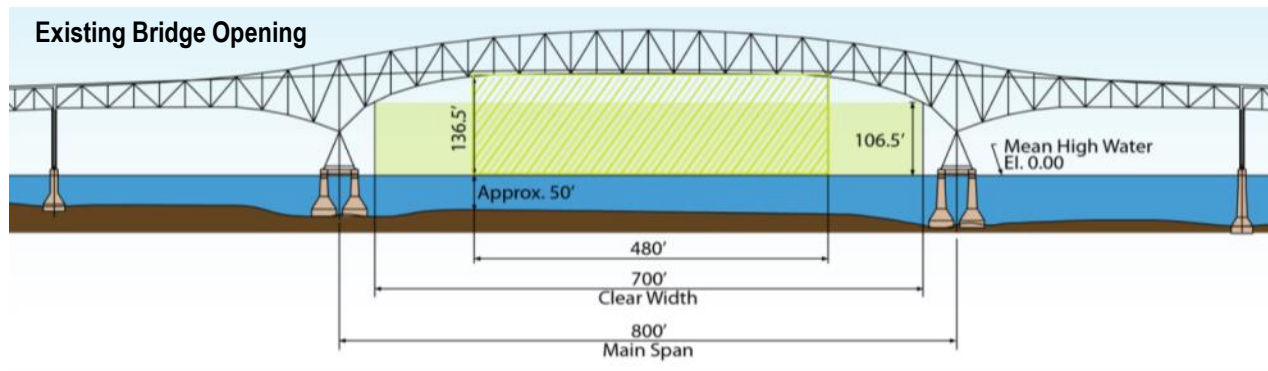 Existing Bridge Opening
136.5’
106.5’
Mean High Water
El. 0.00
Approx. 50’
480’
700’
Clear Width
800’
Main Span